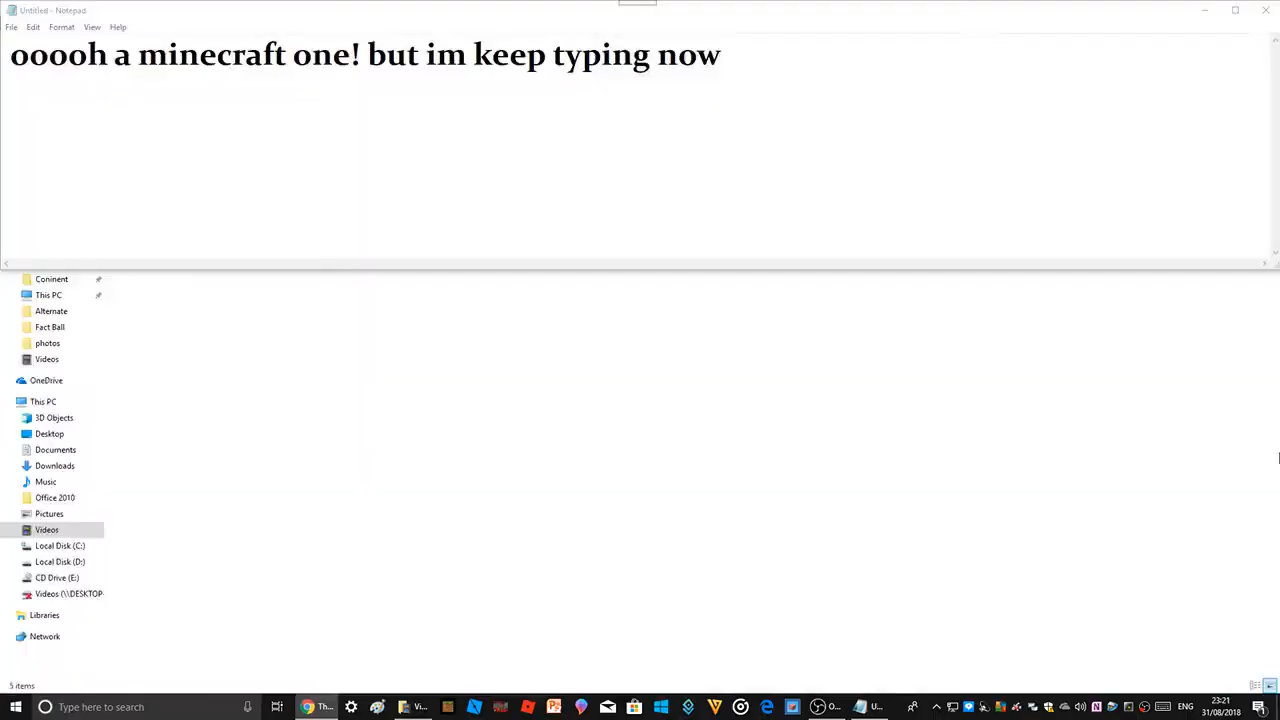 Untitled - Notepad
File Edit Format View Help
ooooh a minecraft one! but im keep typing now
Coninent
This PC
Alternate
Fact Ball
photos
Videos
OneDrive
This PC
3D Objects
Desktop
Documents
Downloads
Music
Office 2010
Pictures
Videos
Local Disk (C:)
Local Disk (D:)
CD Drive (E:)
Videos (\\DESKTOP-
Libraries
Network
5 items
Type here to search Th... Vi... O... U... ENG 23:21
31/08/2018